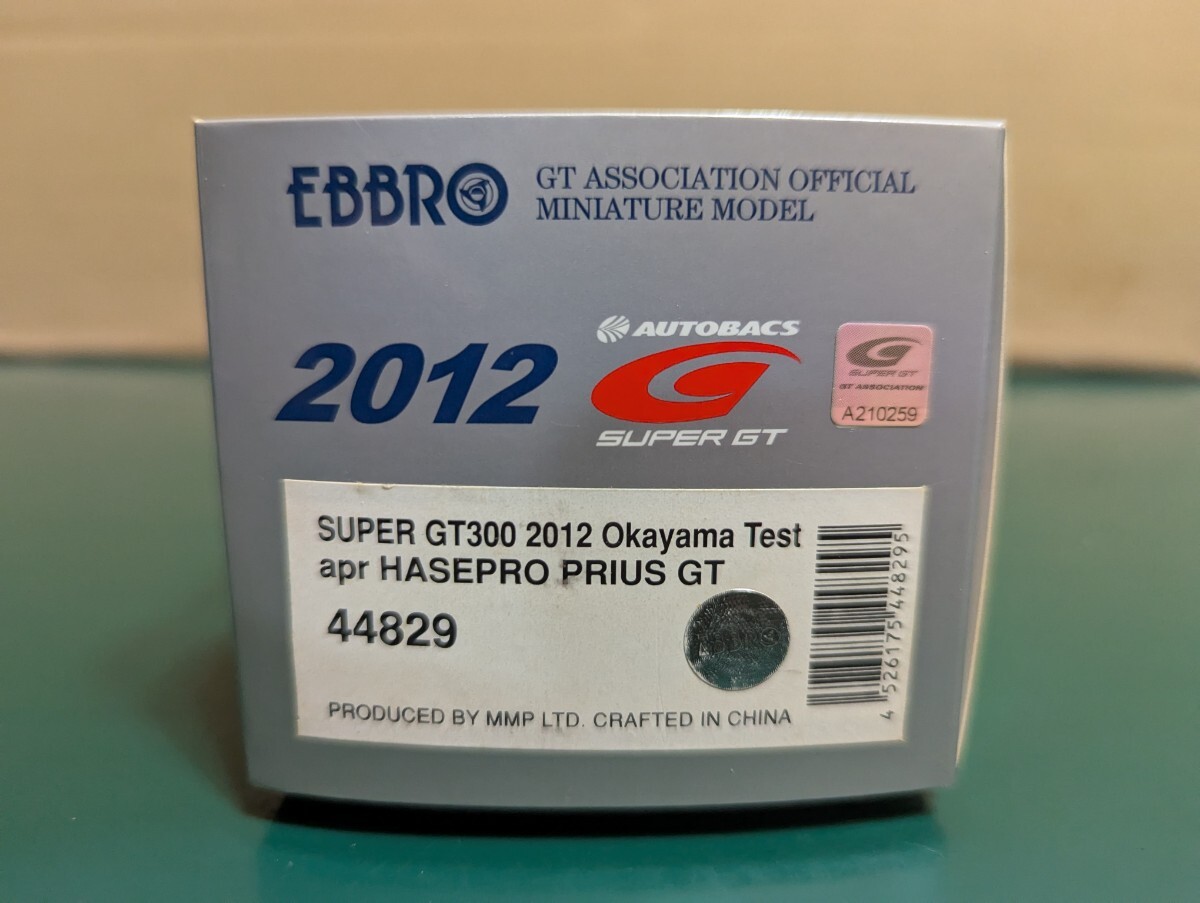 EBBRO
GT ASSOCIATION OFFICIAL
MINIATURE MODEL
2012
AUTOBACS
SUPER GT
SUPER GT
GT ASSOCIATION
A210259
SUPER GT300 2012 Okayama Test
apr HASEPRO PRIUS GT
44829
EBBRO
PRODUCED BY MMP LTD. CRAFTED IN CHINA
4 526175 448295